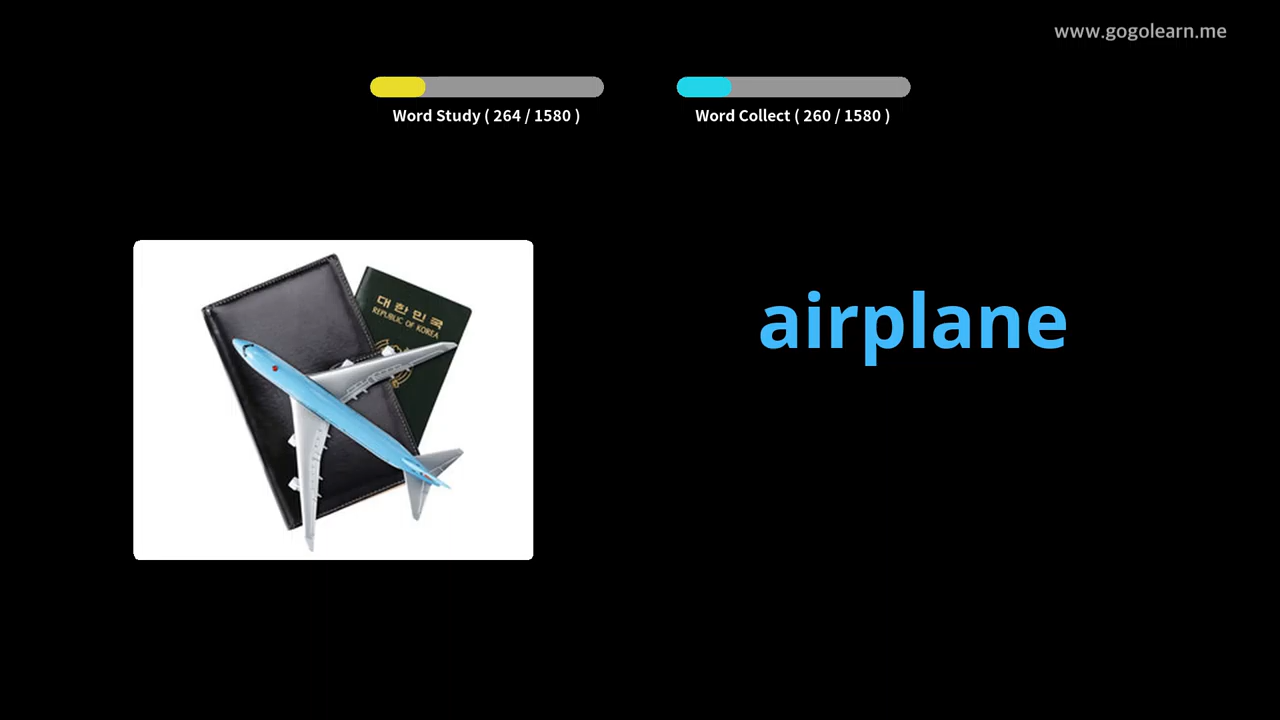 www.gogolearn.me
Word Study ( 264 / 1580 )
Word Collect ( 260 / 1580 )
대한민국
REPUBLIC OF KOREA
airplane